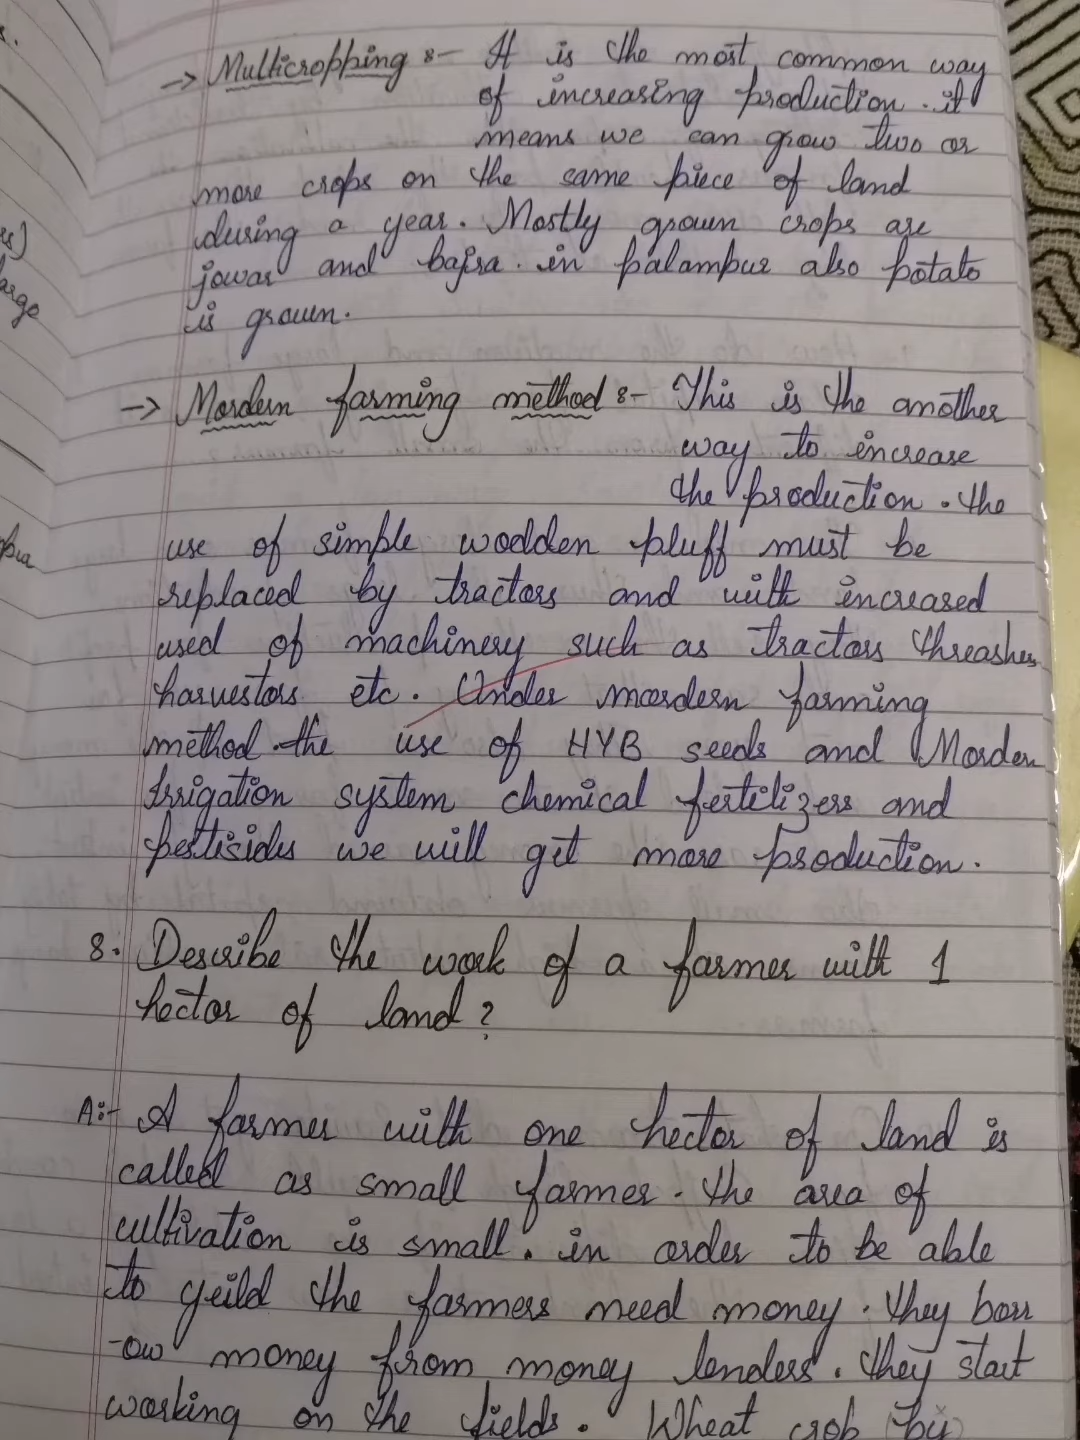 → Multicropping :- It is the most common way
of increasing production. it
means we can grow two or
more crops on the same piece of land
during a year. Mostly grown crops are
jowar and bajra. in palampur also potato
is grown.
→ Mordern farming method :- This is the another
way to increase
the production. the
use of simple wodden pluff must be
replaced by tractors and with increased
used of machinery such as tractors threasher
harvestors etc. Under mordern farming
method. the use of HYB seeds and Morden
Irrigation system chemical fertilizers and
pestisides we will get more production.
8. Describe the work of a farmer with 1
hector of land?
A:- A farmer with one hector of land is
called as small farmer. the area of
cultivation is small. in order to be able
to yeild the farmers need money. they borr
-ow money from money lenders. they start
working on the fields. Wheat crob by